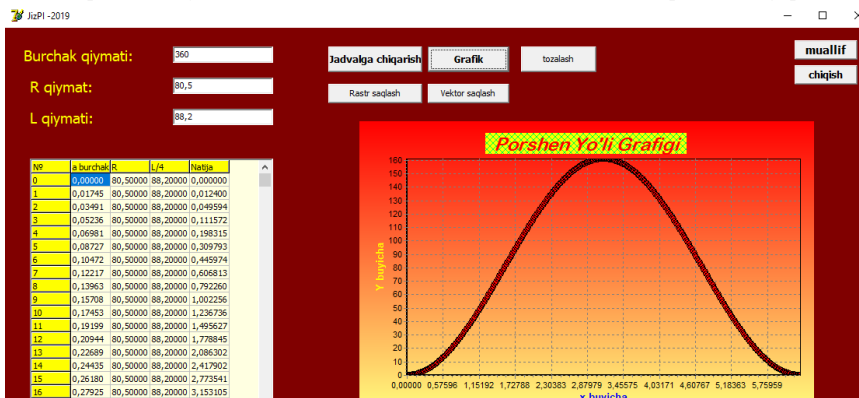 JizPI -2019
Burchak qiymati: 360
R qiymat: 80,5
L qiymati: 88,2
Jadvalga chiqarish Grafik tozalash
Rastr saqlash Vektor saqlash
muallif
chiqish
Nº a burchak R L/4 Natija
0 0,00000 80,50000 88,20000 0,000000
1 0,01745 80,50000 88,20000 0,012400
2 0,03491 80,50000 88,20000 0,049594
3 0,05236 80,50000 88,20000 0,111572
4 0,06981 80,50000 88,20000 0,198315
5 0,08727 80,50000 88,20000 0,309793
6 0,10472 80,50000 88,20000 0,445974
7 0,12217 80,50000 88,20000 0,606813
8 0,13963 80,50000 88,20000 0,792260
9 0,15708 80,50000 88,20000 1,002256
10 0,17453 80,50000 88,20000 1,236736
11 0,19199 80,50000 88,20000 1,495627
12 0,20944 80,50000 88,20000 1,778845
13 0,22689 80,50000 88,20000 2,086302
14 0,24435 80,50000 88,20000 2,417902
15 0,26180 80,50000 88,20000 2,773541
16 0,27925 80,50000 88,20000 3,153105
Porshen Yo'li Grafigi
160
150
140
130
120
110
100
90
80
70
60
50
40
30
20
10
0
Y buyicha
0,00000 0,57596 1,15192 1,72788 2,30383 2,87979 3,45575 4,03171 4,60767 5,18363 5,75959
x buyicha